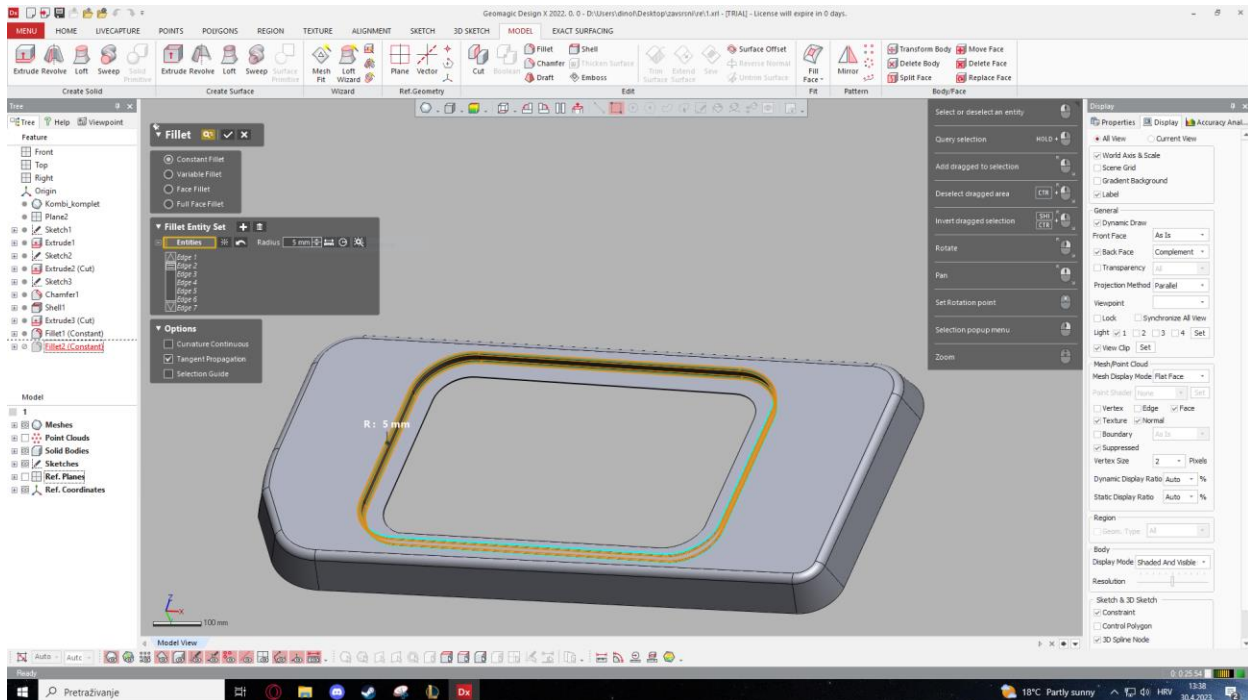 Geomagic Design X 2022. 0. 0 - D:\Users\dinol\Desktop\zavrsni\re\1.xrl - [TRIAL] - License will expire in 0 days.
MENU HOME LIVECAPTURE POINTS POLYGONS REGION TEXTURE ALIGNMENT SKETCH 3D SKETCH MODEL EXACT SURFACING
Extrude Revolve Loft Sweep Solid Primitive
Create Solid
Extrude Revolve Loft Sweep Surface Primitive
Create Surface
Mesh Fit Loft Wizard
Wizard
Plane Vector
Ref.Geometry
Cut Boolean
Fillet Shell
Chamfer Thicken Surface
Draft Emboss
Trim Surface Extend Surface Sew
Surface Offset
Reverse Normal
Untrim Surface
Edit
Fill Face
Fit
Mirror
Pattern
Transform Body Move Face
Delete Body Delete Face
Split Face Replace Face
Body/Face
Tree
Tree Help Viewpoint
Feature
Front
Top
Right
Origin
Kombi_komplet
Plane2
Sketch1
Extrude1
Sketch2
Extrude2 (Cut)
Sketch3
Chamfer1
Shell1
Extrude3 (Cut)
Fillet1 (Constant)
Fillet2 (Constant)
Model
1
Meshes
Point Clouds
Solid Bodies
Sketches
Ref. Planes
Ref. Coordinates
Fillet
Constant Fillet
Variable Fillet
Face Fillet
Full Face Fillet
Fillet Entity Set
Entities Radius 5 mm
Edge 1
Edge 2
Edge 3
Edge 4
Edge 5
Edge 6
Edge 7
Options
Curvature Continuous
Tangent Propagation
Selection Guide
R : 5 mm
Z
X
100 mm
Select or deselect an entity
Query selection HOLD +
Add dragged to selection
Deselect dragged area CTR +
Invert dragged selection SHI CTR +
Rotate
Pan
Set Rotation point
Selection popup menu
Zoom
Display
Properties Display Accuracy Anal...
All View Current View
World Axis & Scale
Scene Grid
Gradient Background
Label
General
Dynamic Draw
Front Face As Is
Back Face Complement
Transparency All
Projection Method Parallel
Viewpoint
Lock Synchronize All View
Light 1 2 3 4 Set
View Clip Set
Mesh/Point Cloud
Mesh Display Mode Flat Face
Point Shader None Set
Vertex Edge Face
Texture Normal
Boundary As Is
Suppressed
Vertex Size 2 Pixels
Dynamic Display Ratio Auto %
Static Display Ratio Auto %
Region
Geom. Type All
Body
Display Mode Shaded And Visible
Resolution
Sketch & 3D Sketch
Constraint
Control Polygon
3D Spline Node
Model View
Auto Auto
Ready
0: 0:25.54
Pretraživanje
Dx
18°C Partly sunny
HRV
13:38
30.4.2023.